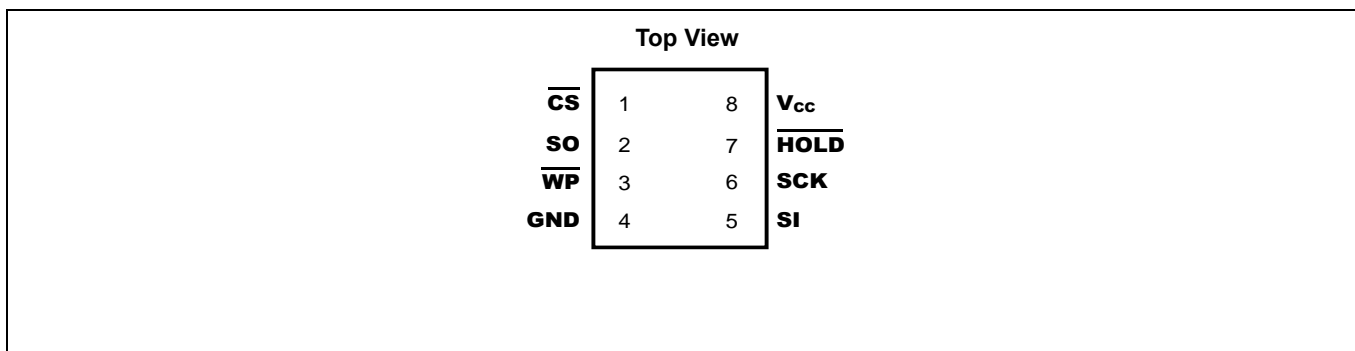 Top View
CS 1 8 Vcc
SO 2 7 HOLD
WP 3 6 SCK
GND 4 5 SI